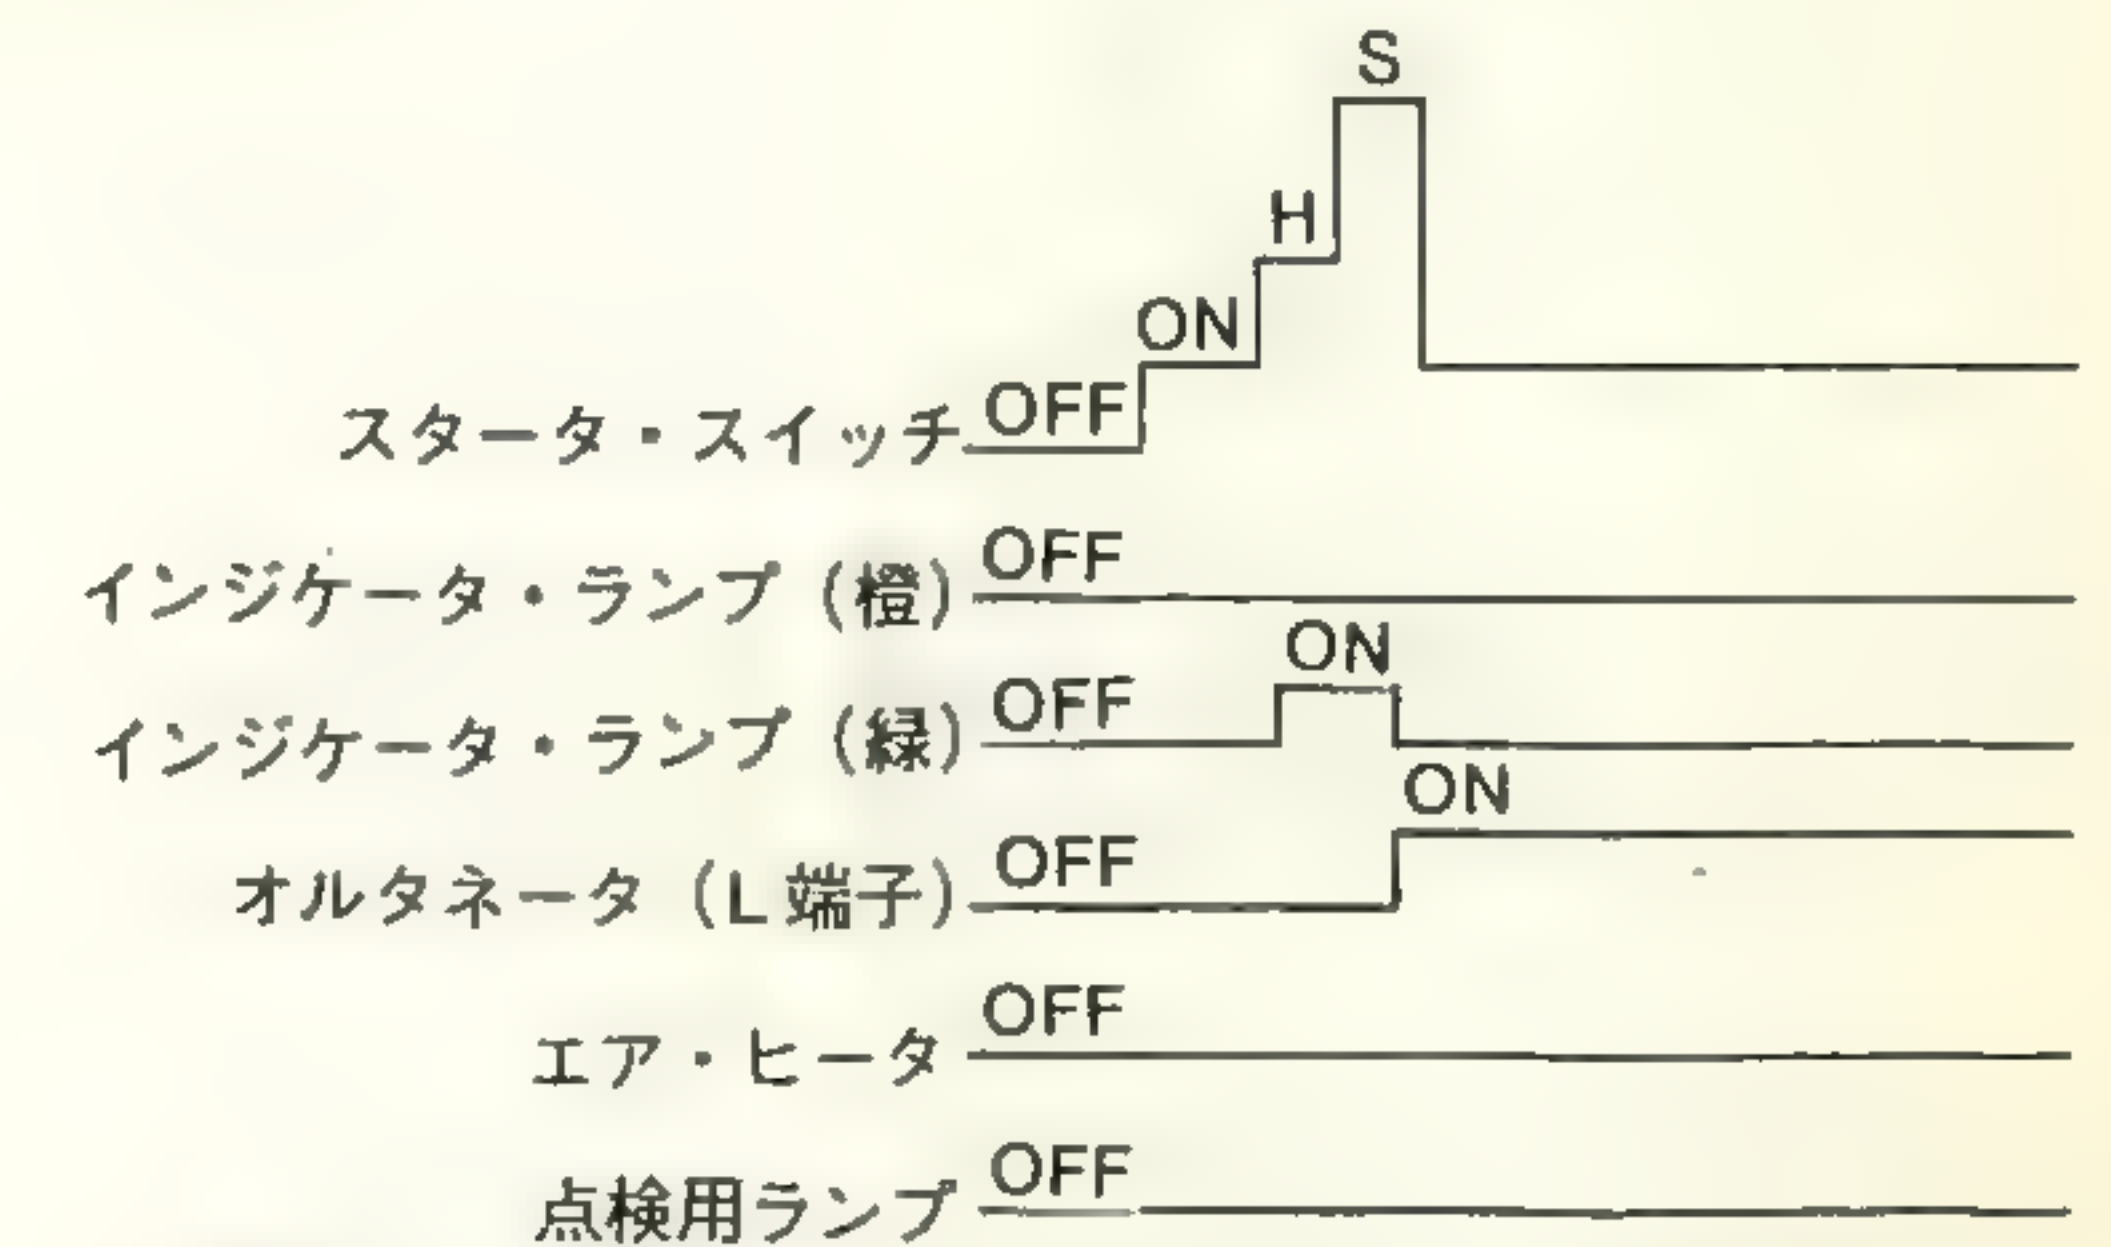 S
H
ON
スタータ・スイッチ OFF
インジケータ・ランプ (橙) OFF
ON
インジケータ・ランプ (緑) OFF
ON
オルタネータ (L端子) OFF
エア・ヒータ OFF
点検用ランプ OFF